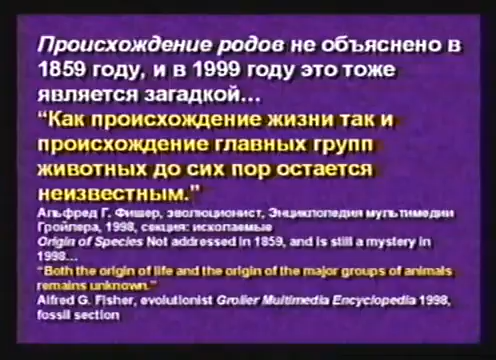 Происхождение родов не объяснено в
1859 году, и в 1999 году это тоже
является загадкой...
“Как происхождение жизни так и
происхождение главных групп
животных до сих пор остается
неизвестным.”
Альфред Г. Фишер, эволюционист, Энциклопедия мультимедии
Гройлера, 1998, секция: ископаемые
Origin of Species Not addressed in 1859, and is still a mystery in
1998...
“Both the origin of life and the origin of the major groups of animals
remains unknown.”
Alfred G. Fisher, evolutionist Grolier Multimedia Encyclopedia 1998,
fossil section